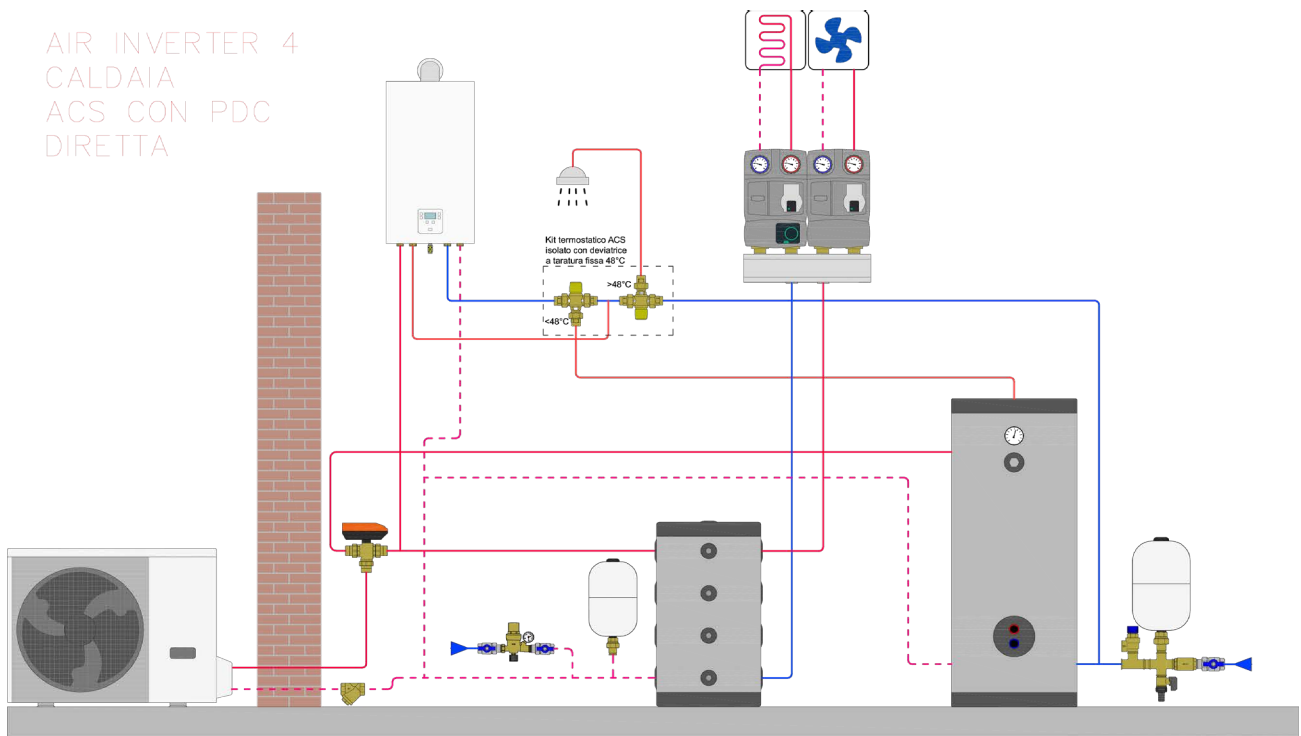 AIR INVERTER 4
CALDAIA
ACS CON PDC
DIRETTA
Kit termostatico ACS
isolato con deviatrice
a taratura fissa 48°C
>48°C
<48°C